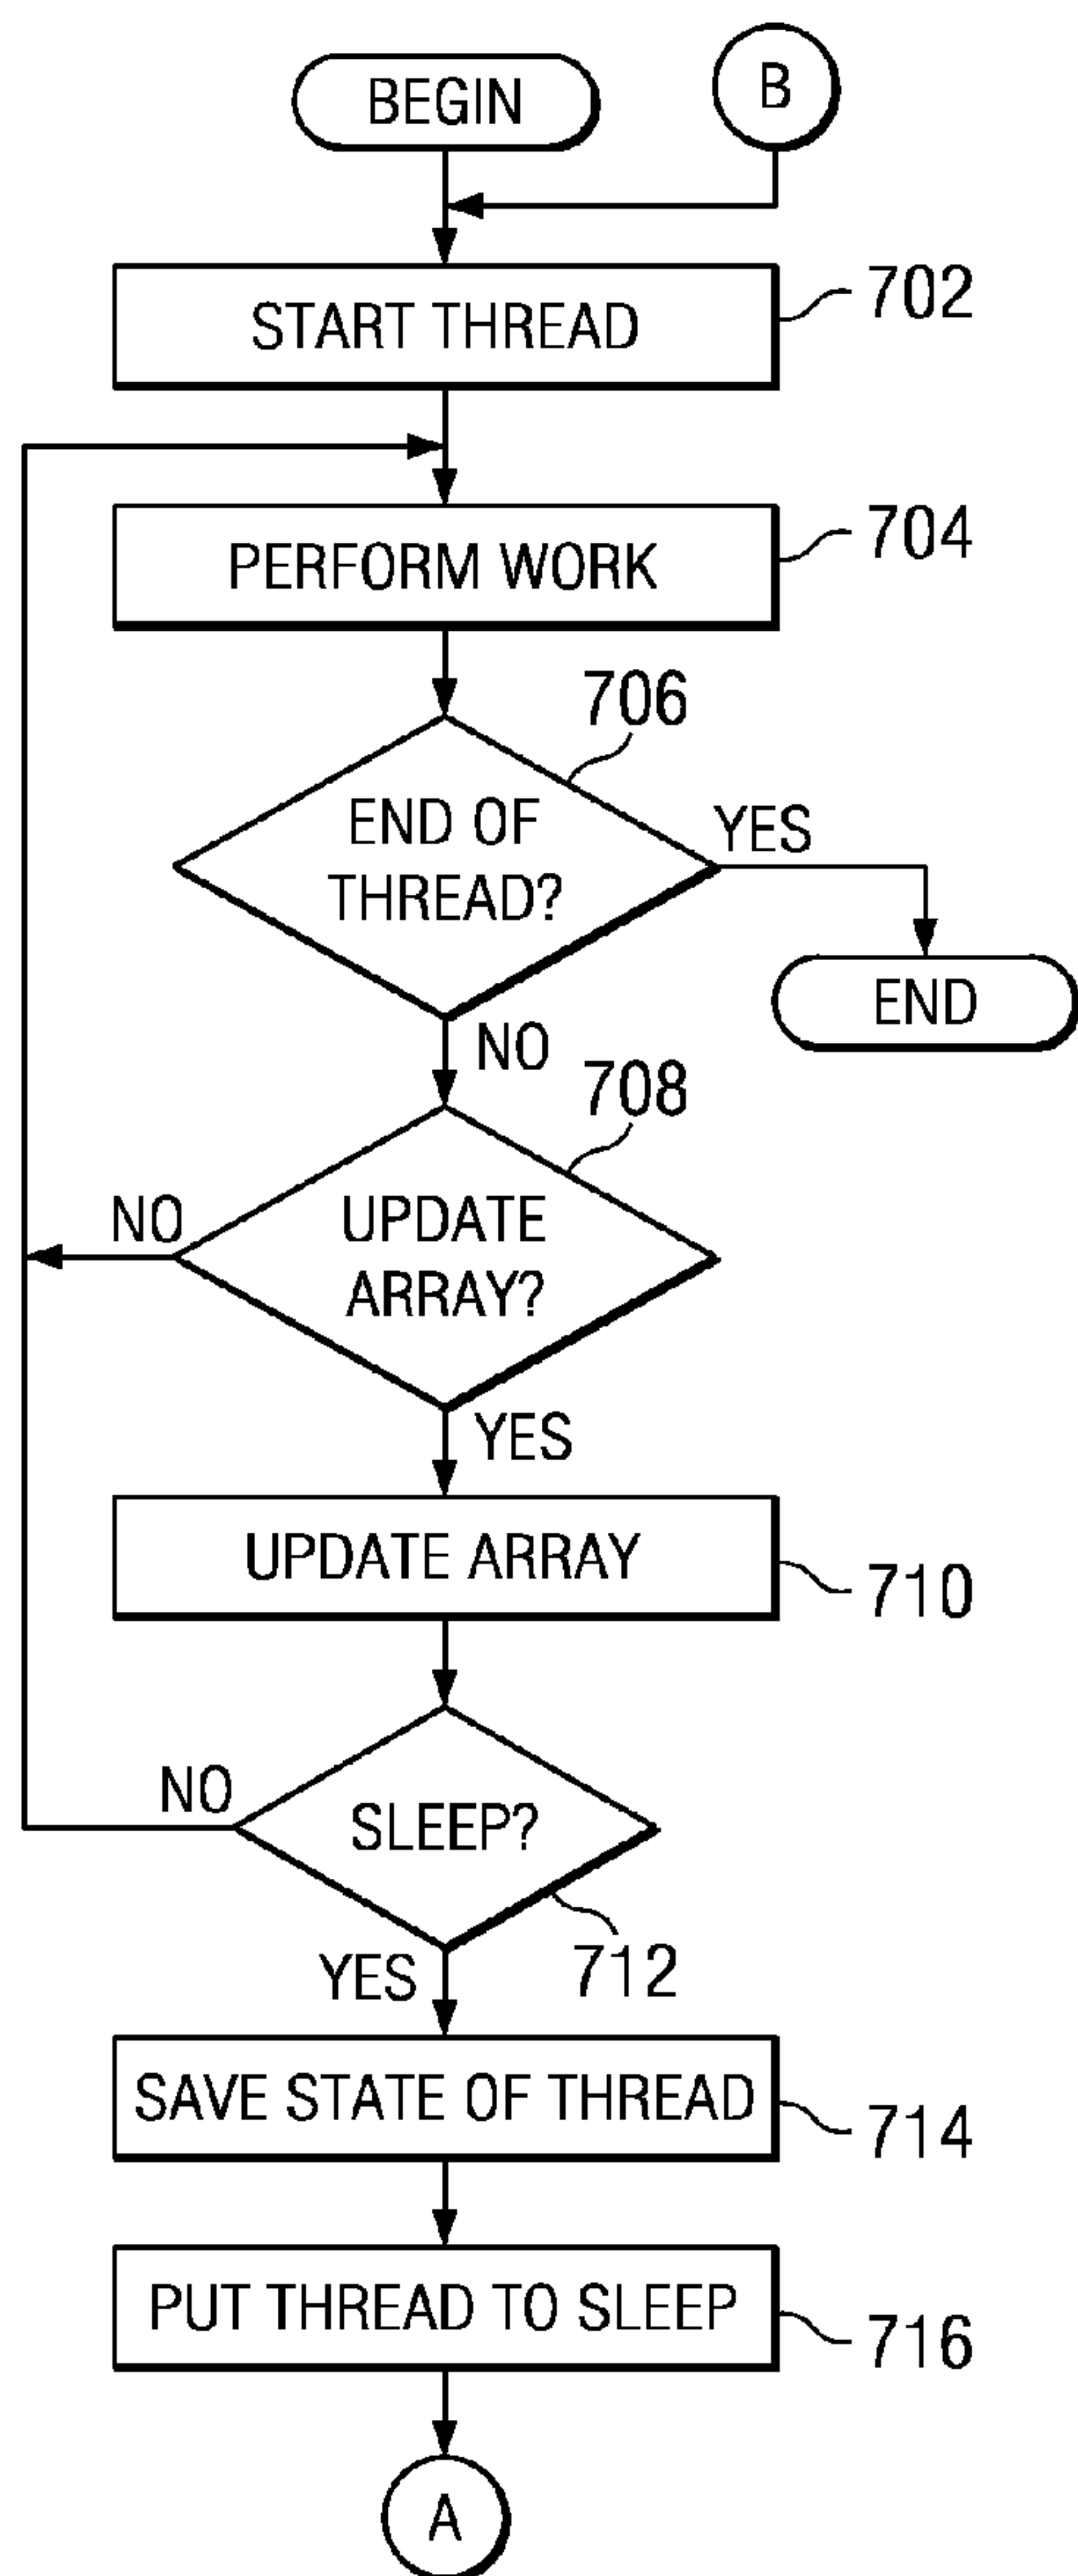 BEGIN
B
START THREAD
702
PERFORM WORK
704
706
END OF
THREAD?
YES
END
NO
708
UPDATE
ARRAY?
NO
YES
UPDATE ARRAY
710
SLEEP?
NO
712
YES
SAVE STATE OF THREAD
714
PUT THREAD TO SLEEP
716
A